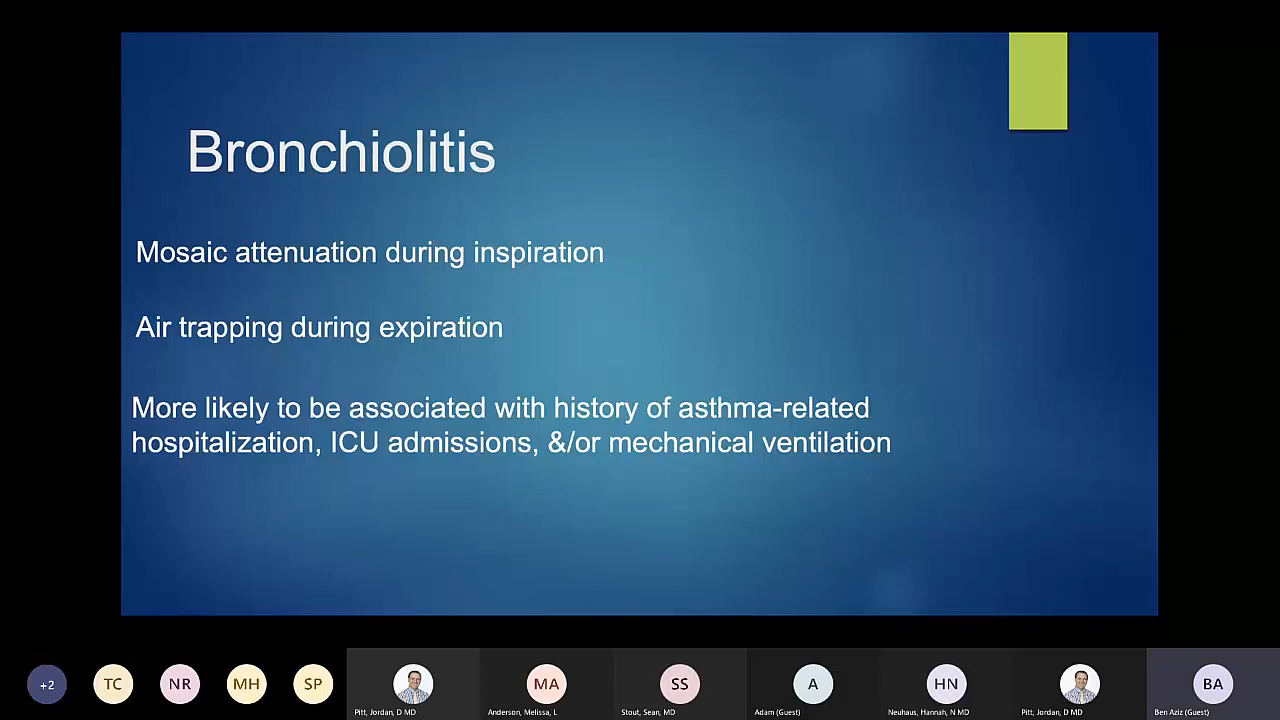 Bronchiolitis
Mosaic attenuation during inspiration
Air trapping during expiration
More likely to be associated with history of asthma-related
hospitalization, ICU admissions, &/or mechanical ventilation
+2
TC
NR
MH
SP
MA
SS
A
HN
BA
Pitt, Jordan, D MD
Anderson, Melissa, L
Stout, Sean, MD
Adam (Guest)
Neuhaus, Hannah, N MD
Pitt, Jordan, D MD
Ben Aziz (Guest)